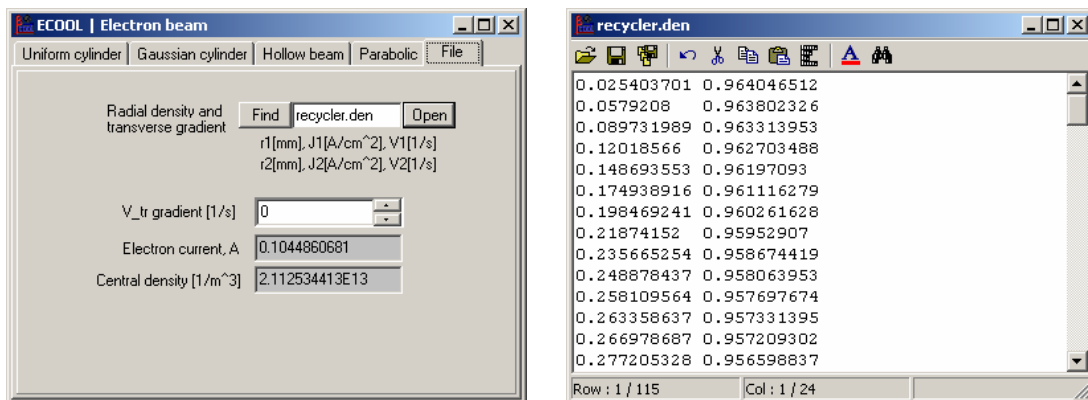 ECOOL | Electron beam
Uniform cylinder Gaussian cylinder Hollow beam Parabolic File
Radial density and
transverse gradient
Find recycler.den Open
r1[mm], J1[A/cm^2], V1[1/s]
r2[mm], J2[A/cm^2], V2[1/s]
V_tr gradient [1/s] 0
Electron current, A 0.1044860681
Central density [1/m^3] 2.112534413E13
recycler.den
0.025403701 0.964046512
0.0579208 0.963802326
0.089731989 0.963313953
0.12018566 0.962703488
0.148693553 0.96197093
0.174938916 0.961116279
0.198469241 0.960261628
0.21874152 0.95952907
0.235665254 0.958674419
0.248878437 0.958063953
0.258109564 0.957697674
0.263358637 0.957331395
0.266978687 0.957209302
0.277205328 0.956598837
Row : 1 / 115 Col : 1 / 24